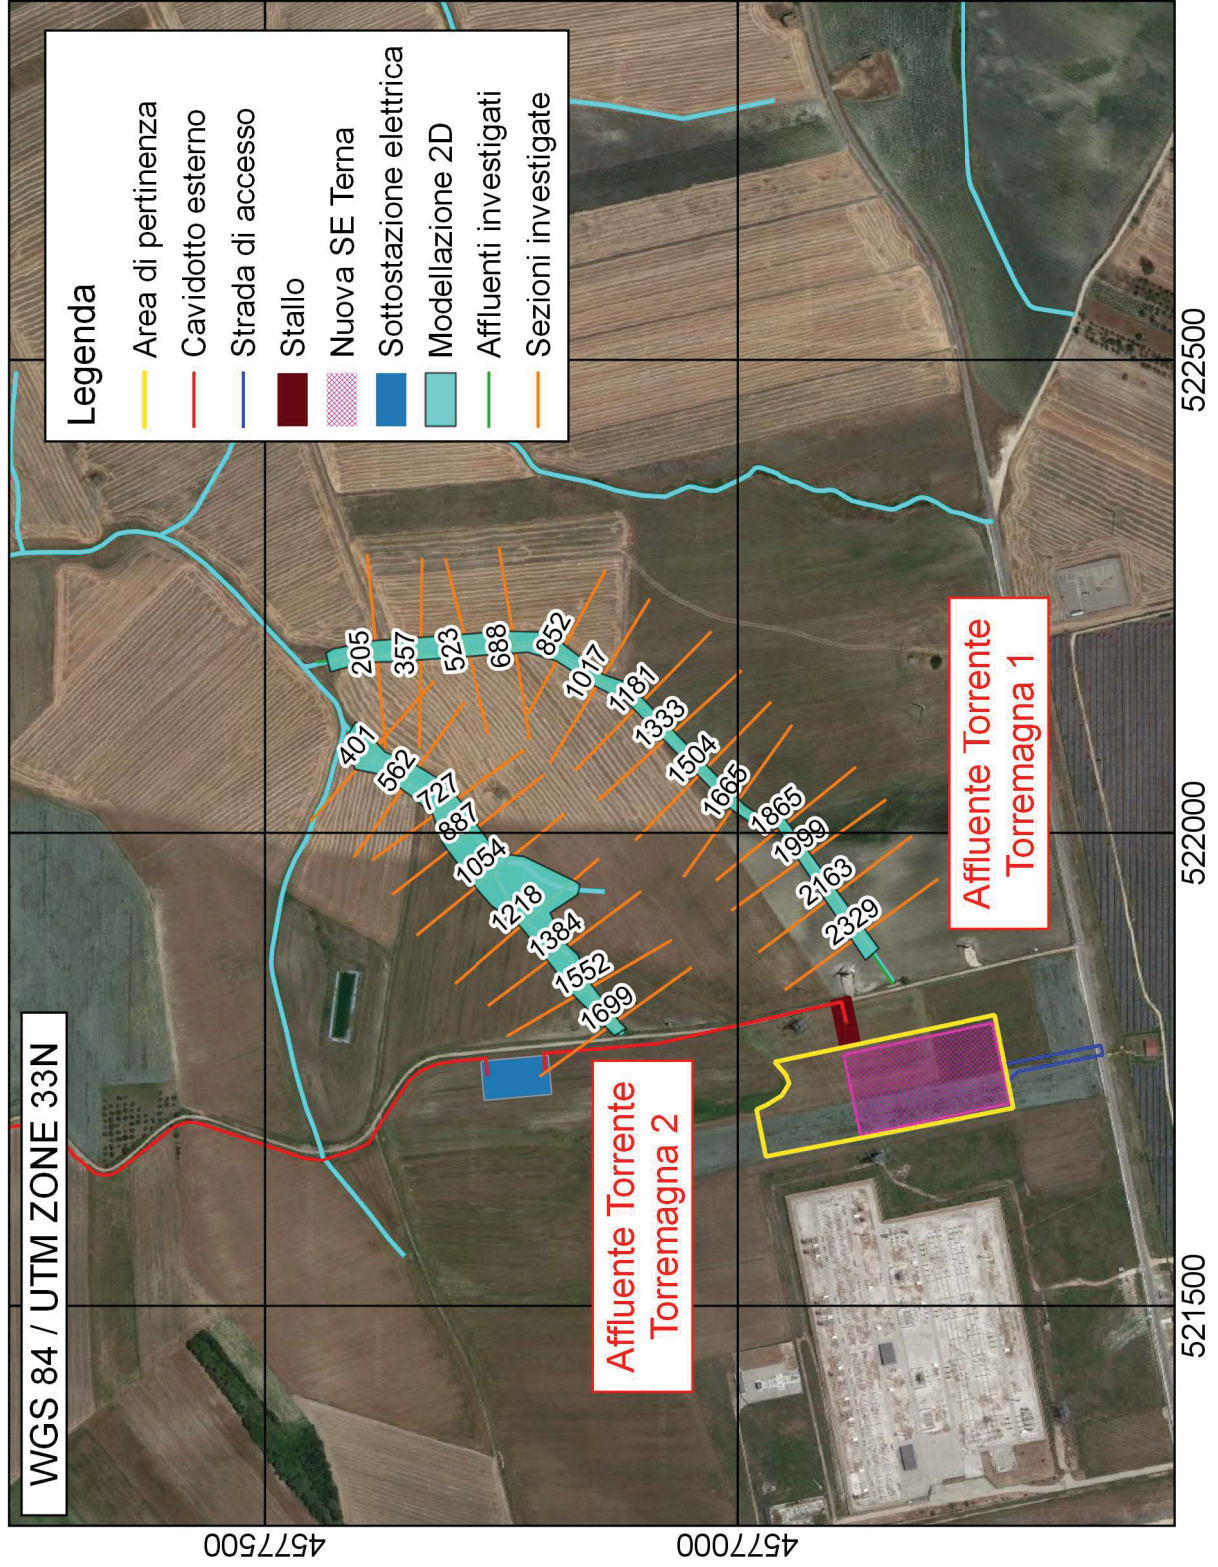 WGS 84 / UTM ZONE 33N
Legenda
Area di pertinenza
Cavidotto esterno
Strada di accesso
Stallo
Nuova SE Terna
Sottostazione elettrica
Modellazione 2D
Affluenti investigati
Sezioni investigate
4577500
4577000
521500
522000
522500
205
357
523
688
852
1017
1181
1333
1504
1665
1865
1999
2163
2329
401
562
727
887
1054
1218
1384
1552
1699
Affluente Torrente
Torremagna 2
Affluente Torrente
Torremagna 1